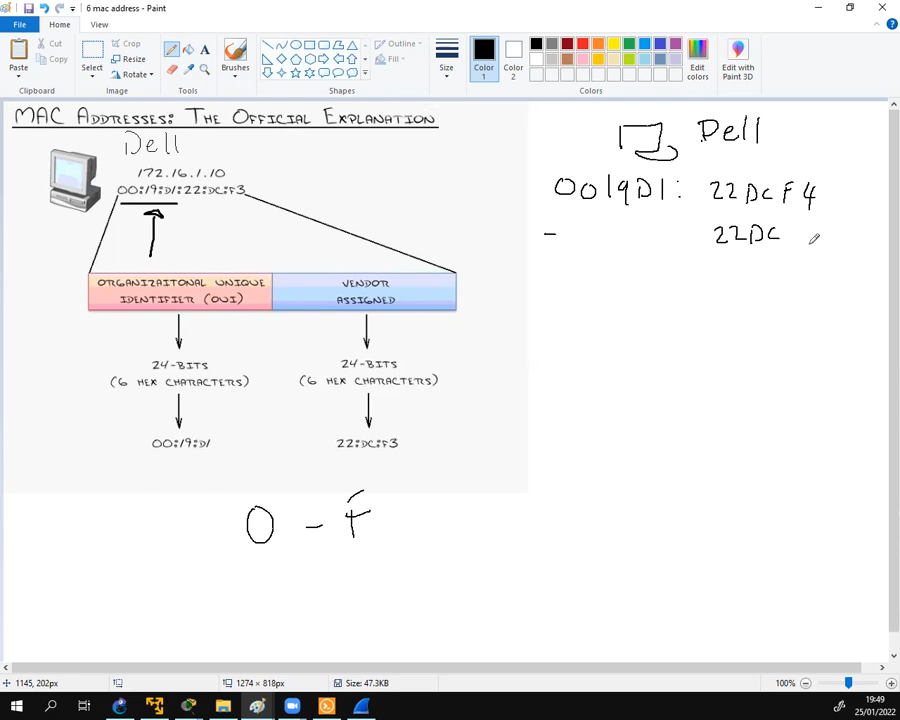 6 mac address - Paint
File Home View
Paste
Cut
Copy
Clipboard
Select
Crop
Resize
Rotate
Image
Tools
Brushes
Shapes
Outline
Fill
Size
Color 1
Color 2
Edit colors
Colors
Edit with Paint 3D
MAC ADDRESSES: THE OFFICIAL EXPLANATION
Dell
172.16.1.10
00:19:D1:22:DC:F3
ORGANIZAITONAL UNIQUE
IDENTIFIER (OUI)
VENDOR
ASSIGNED
24-BITS
(6 HEX CHARACTERS)
24-BITS
(6 HEX CHARACTERS)
00:19:D1
22:DC:F3
0 - F
Dell
0019D1: 22DCF4
- 22DC
1145, 202px
1274 × 818px
Size: 47.3KB
100%
19:49
25/01/2022